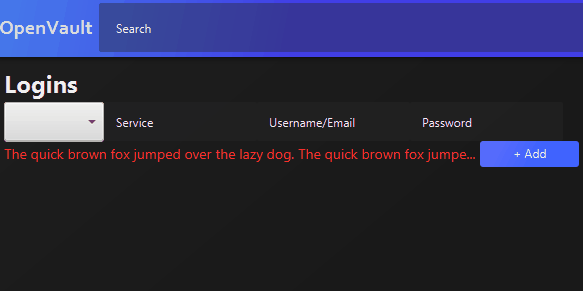 OpenVault
Search
Logins
Service
Username/Email
Password
The quick brown fox jumped over the lazy dog. The quick brown fox jumpe...
+ Add